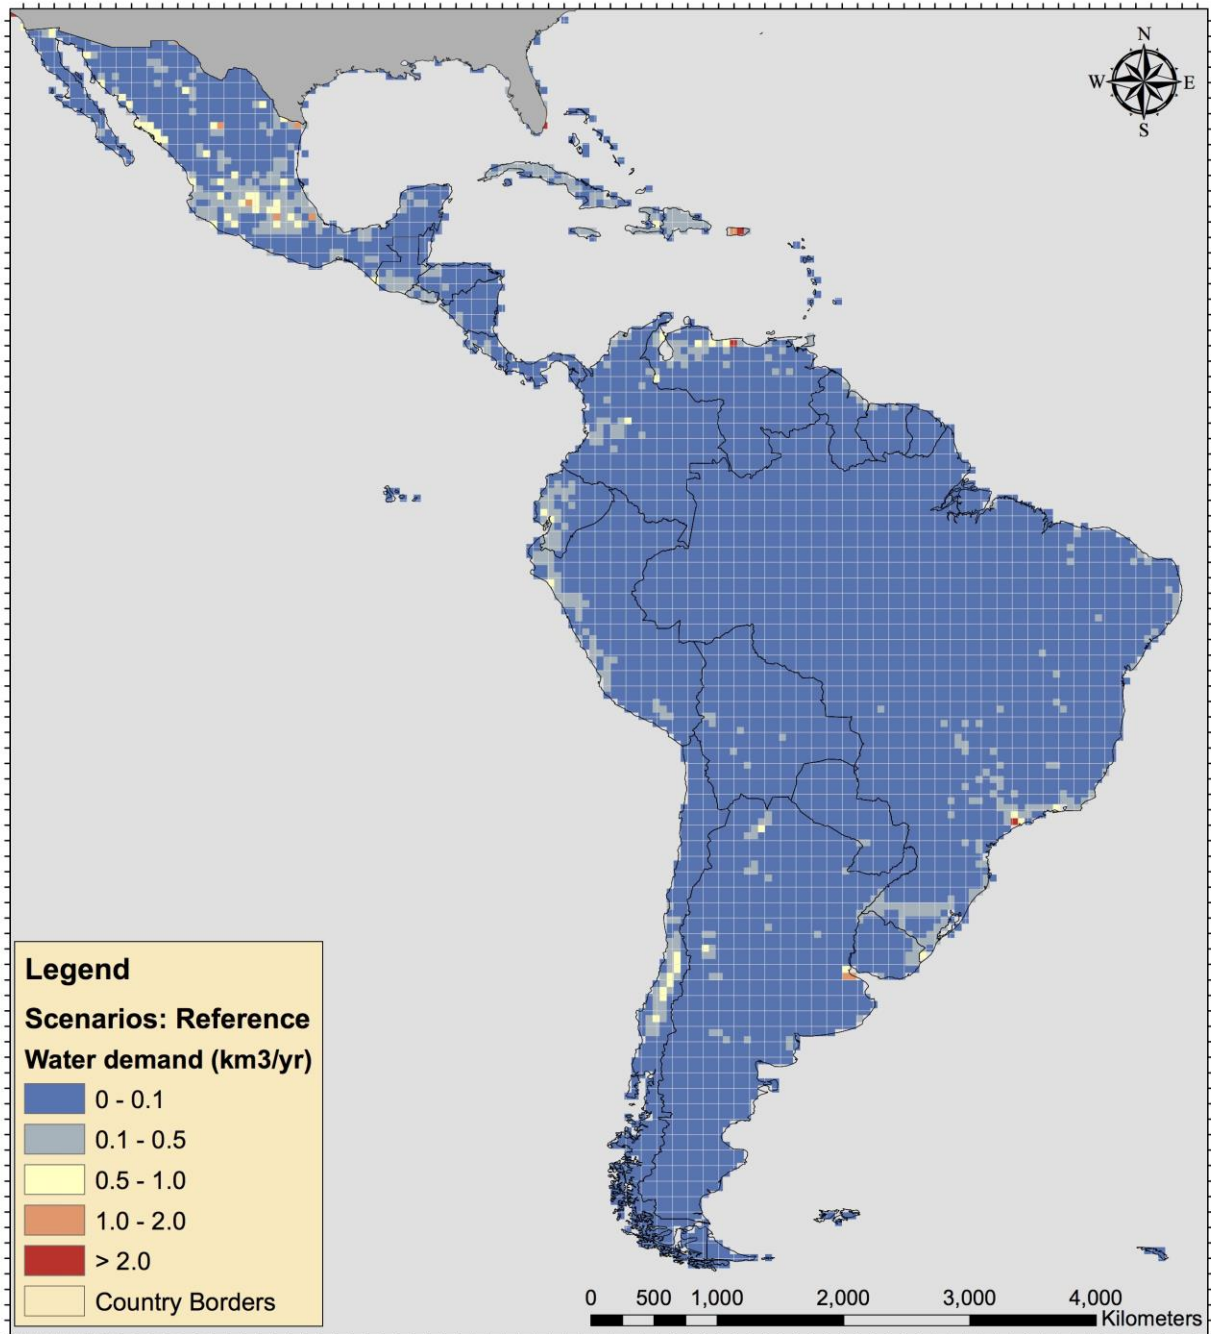 N
W E
S
Legend
Scenarios: Reference
Water demand (km3/yr)
0 - 0.1
0.1 - 0.5
0.5 - 1.0
1.0 - 2.0
> 2.0
Country Borders
0 500 1,000 2,000 3,000 4,000
Kilometers